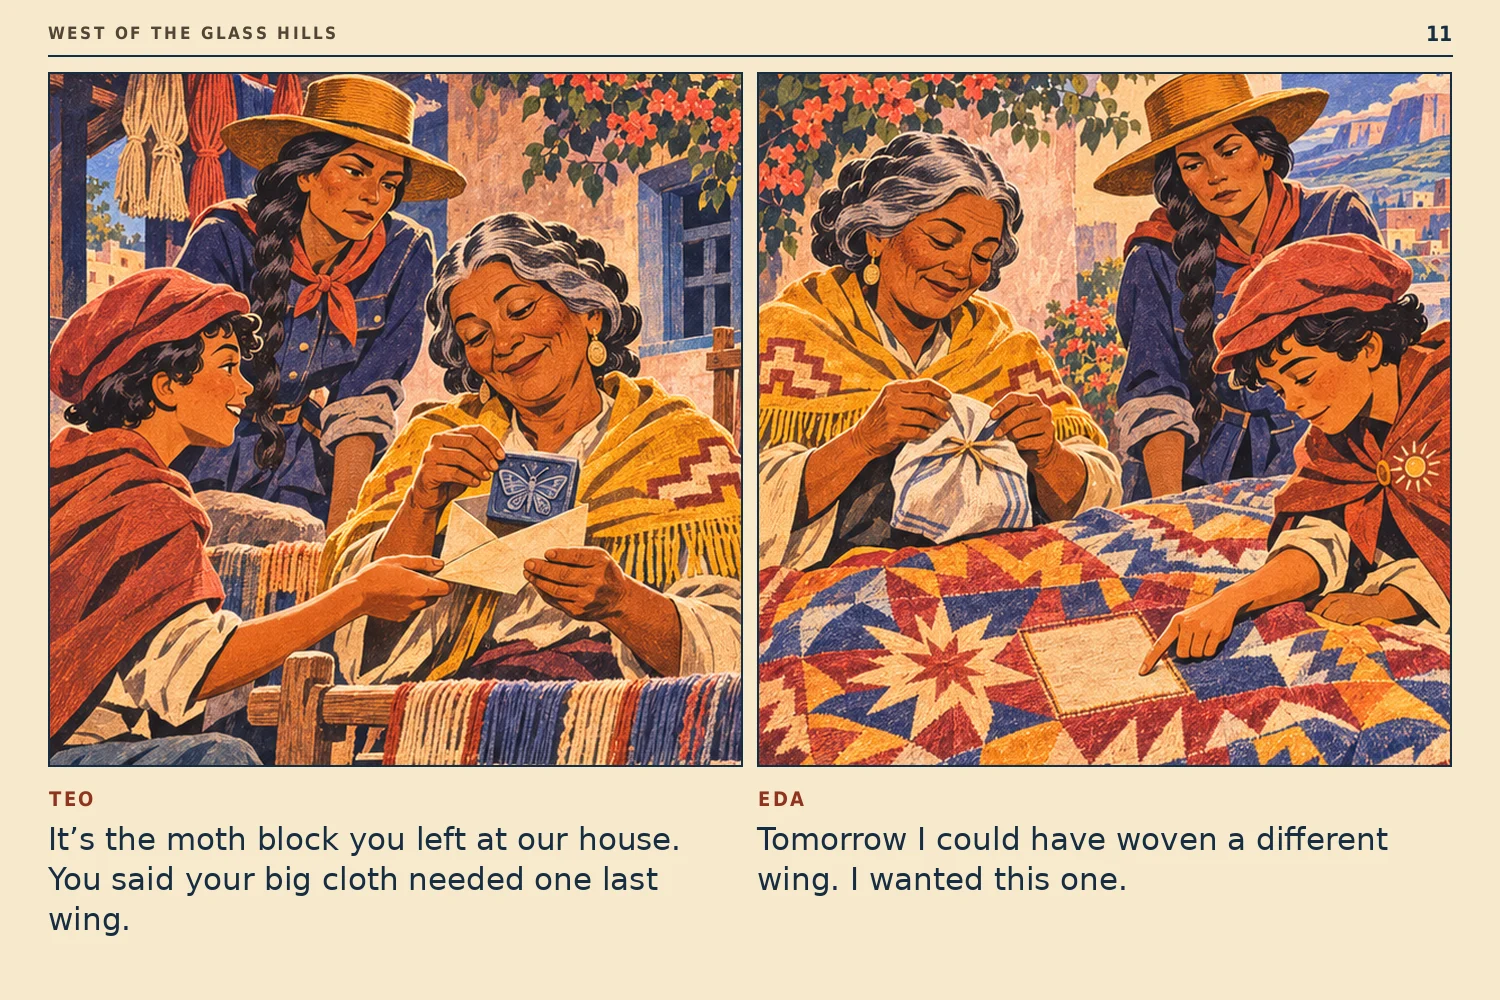 WEST OF THE GLASS HILLS
11
TEO
It’s the moth block you left at our house.
You said your big cloth needed one last
wing.
EDA
Tomorrow I could have woven a different
wing. I wanted this one.